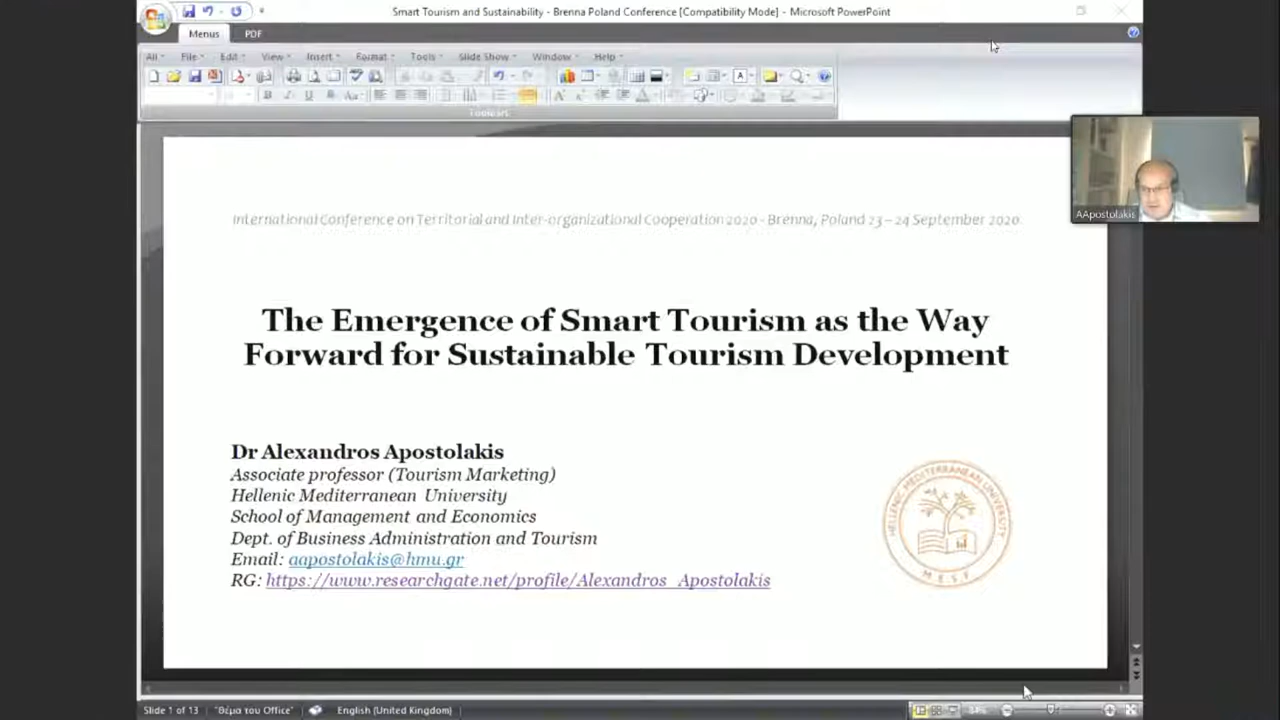 Smart Tourism and Sustainability - Brenna Poland Conference [Compatibility Mode] - Microsoft PowerPoint
Menus PDF
All File Edit View Insert Format Tools Slide Show Window Help
Toolbars
AApostolakis
International Conference on Territorial and Inter-organizational Cooperation 2020 - Brenna, Poland 23 – 24 September 2020
The Emergence of Smart Tourism as the Way
Forward for Sustainable Tourism Development
Dr Alexandros Apostolakis
Associate professor (Tourism Marketing)
Hellenic Mediterranean University
School of Management and Economics
Dept. of Business Administration and Tourism
Email: aapostolakis@hmu.gr
RG: https://www.researchgate.net/profile/Alexandros_Apostolakis
HELLENIC MEDITERRANEAN UNIVERSITY
Slide 1 of 13 "Θέμα του Office" English (United Kingdom)